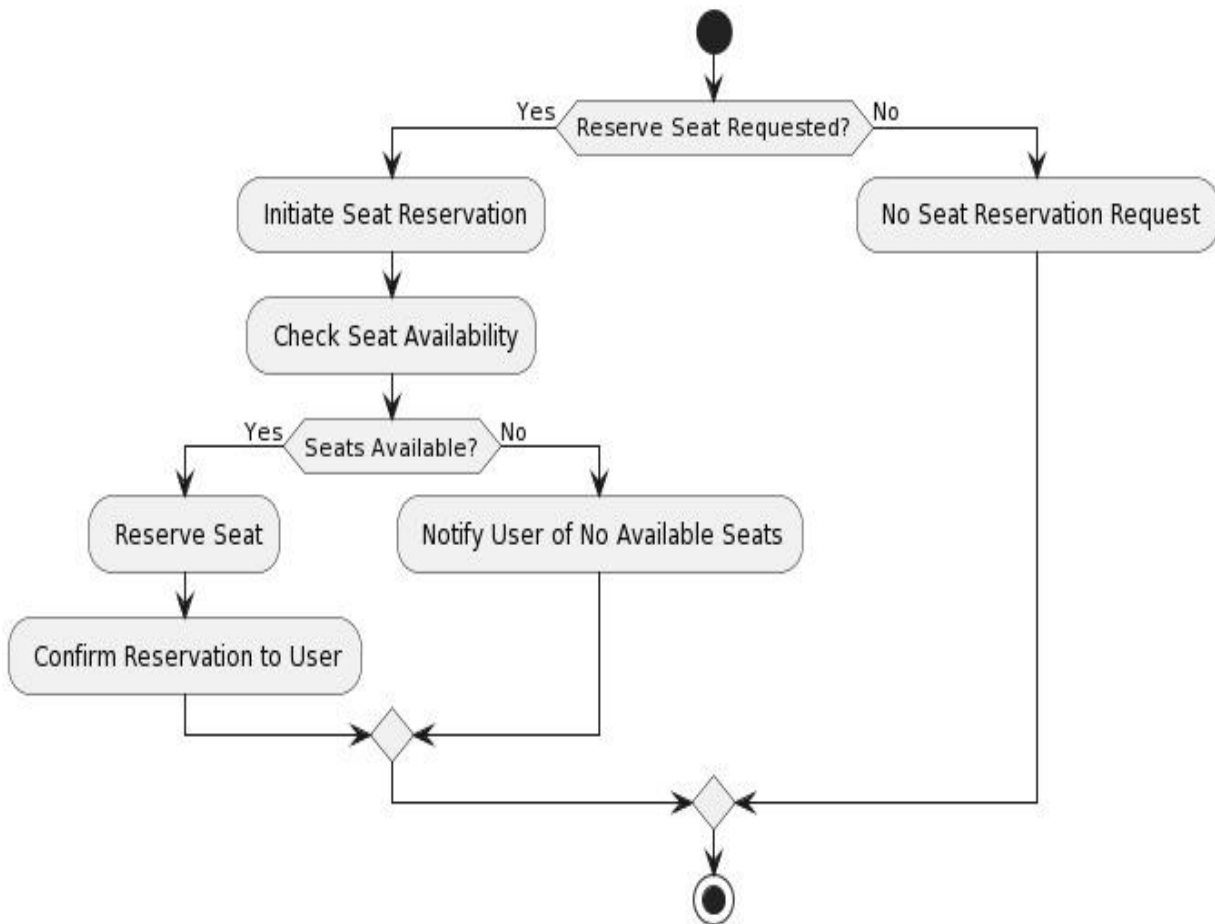 Yes
Reserve Seat Requested?
No
Initiate Seat Reservation
No Seat Reservation Request
Check Seat Availability
Yes
Seats Available?
No
Reserve Seat
Notify User of No Available Seats
Confirm Reservation to User